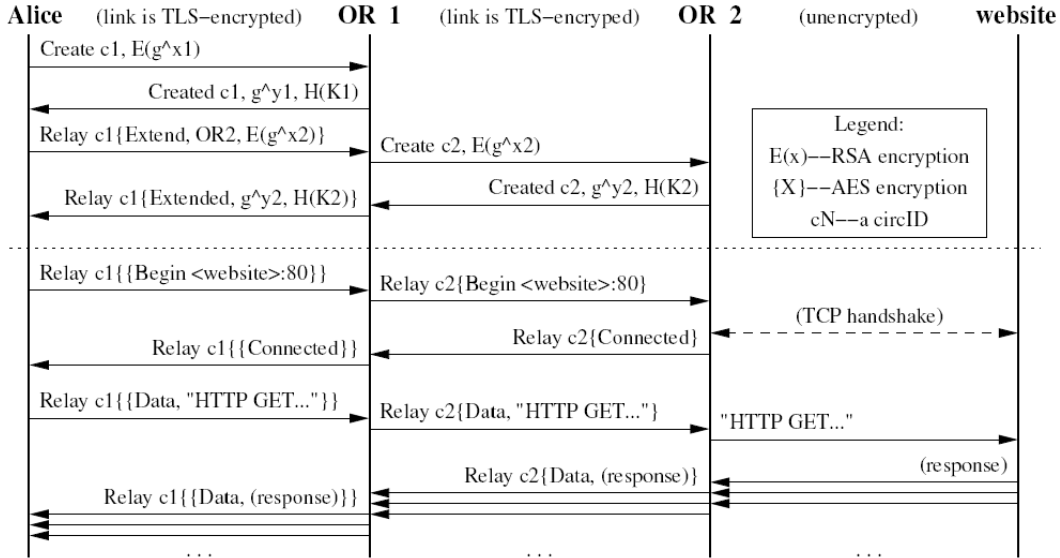 Alice (link is TLS-encrypted) OR 1 (link is TLS-encryped) OR 2 (unencrypted) website
Create c1, E(g^x1)
Created c1, g^y1, H(K1)
Relay c1{Extend, OR2, E(g^x2)}
Create c2, E(g^x2)
Created c2, g^y2, H(K2)
Relay c1{Extended, g^y2, H(K2)}
Legend:
E(x)--RSA encryption
{X}--AES encryption
cN--a circID
Relay c1{{Begin <website>:80}}
Relay c2{Begin <website>:80}
(TCP handshake)
Relay c2{Connected}
Relay c1{{Connected}}
Relay c1{{Data, "HTTP GET..."}}
Relay c2{Data, "HTTP GET..."}
"HTTP GET..."
(response)
Relay c2{Data, (response)}
Relay c1{{Data, (response)}}
. . . . . . . . .